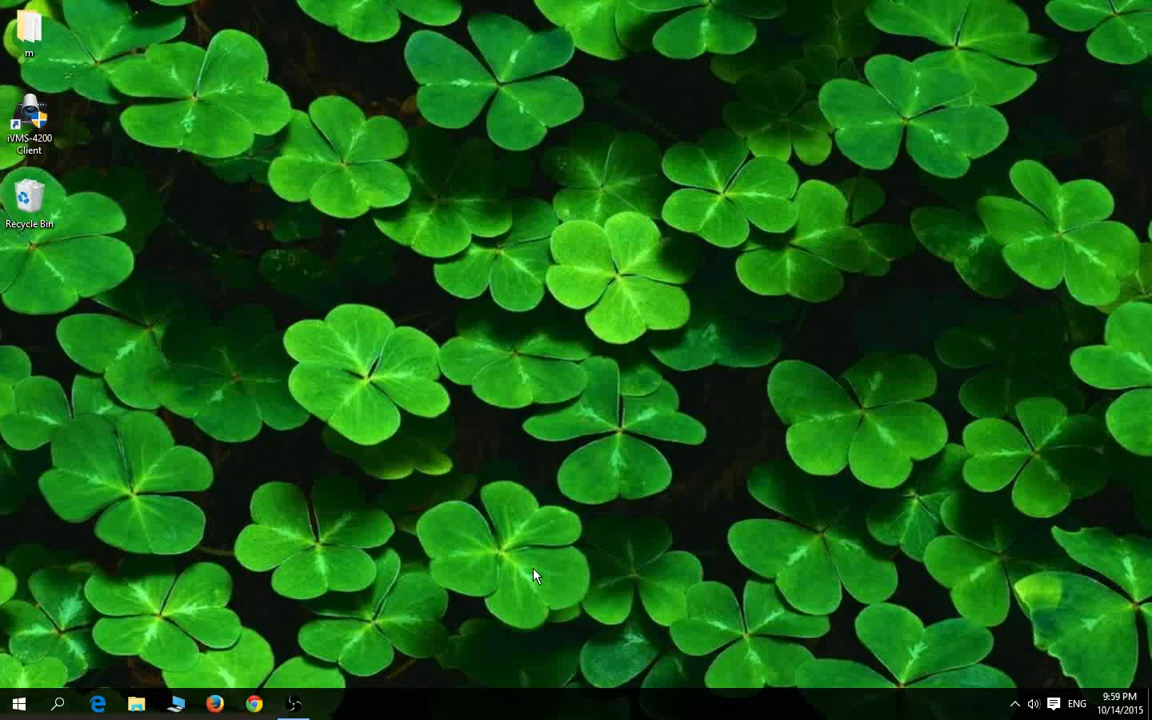 m
iVMS-4200
Client
Recycle Bin
ENG
9:59 PM
10/14/2015